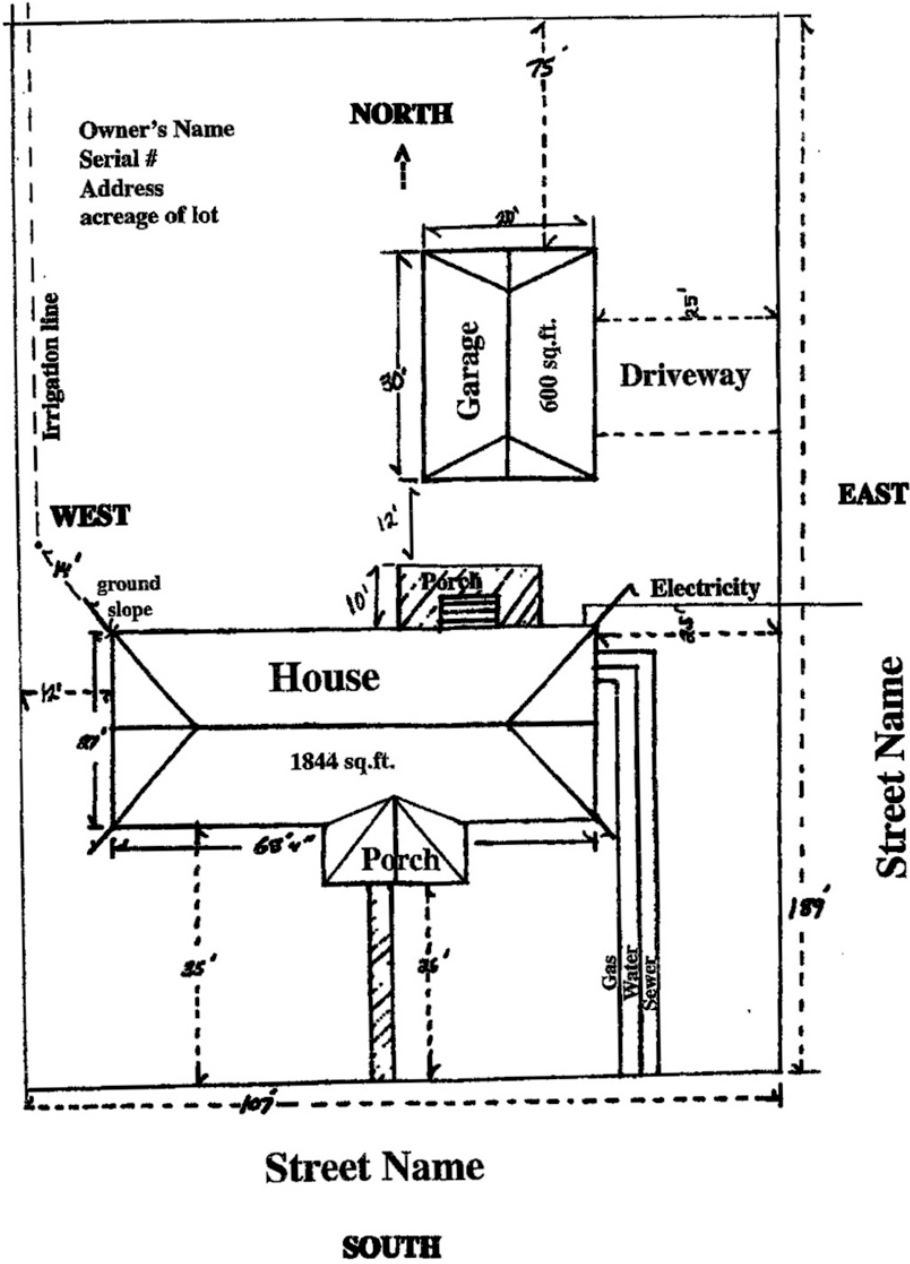 75'
NORTH
Owner's Name
Serial #
Address
acreage of lot
20'
Irrigation line
25'
Garage
600 sq.ft.
Driveway
EAST
WEST
12'
14'
ground
slope
10'
Porch
Electricity
25'
House
12'
1844 sq.ft.
Street Name
Porch
189'
35'
Gas
Water
Sewer
107'
Street Name
SOUTH